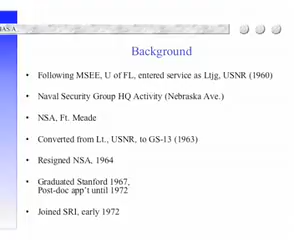 Background
• Following MSEE, U of FL, entered service as Ltjg, USNR (1960)
• Naval Security Group HQ Activity (Nebraska Ave.)
• NSA, Ft. Meade
• Converted from Lt., USNR, to GS-13 (1963)
• Resigned NSA, 1964
• Graduated Stanford 1967,
Post-doc app't until 1972
• Joined SRI, early 1972